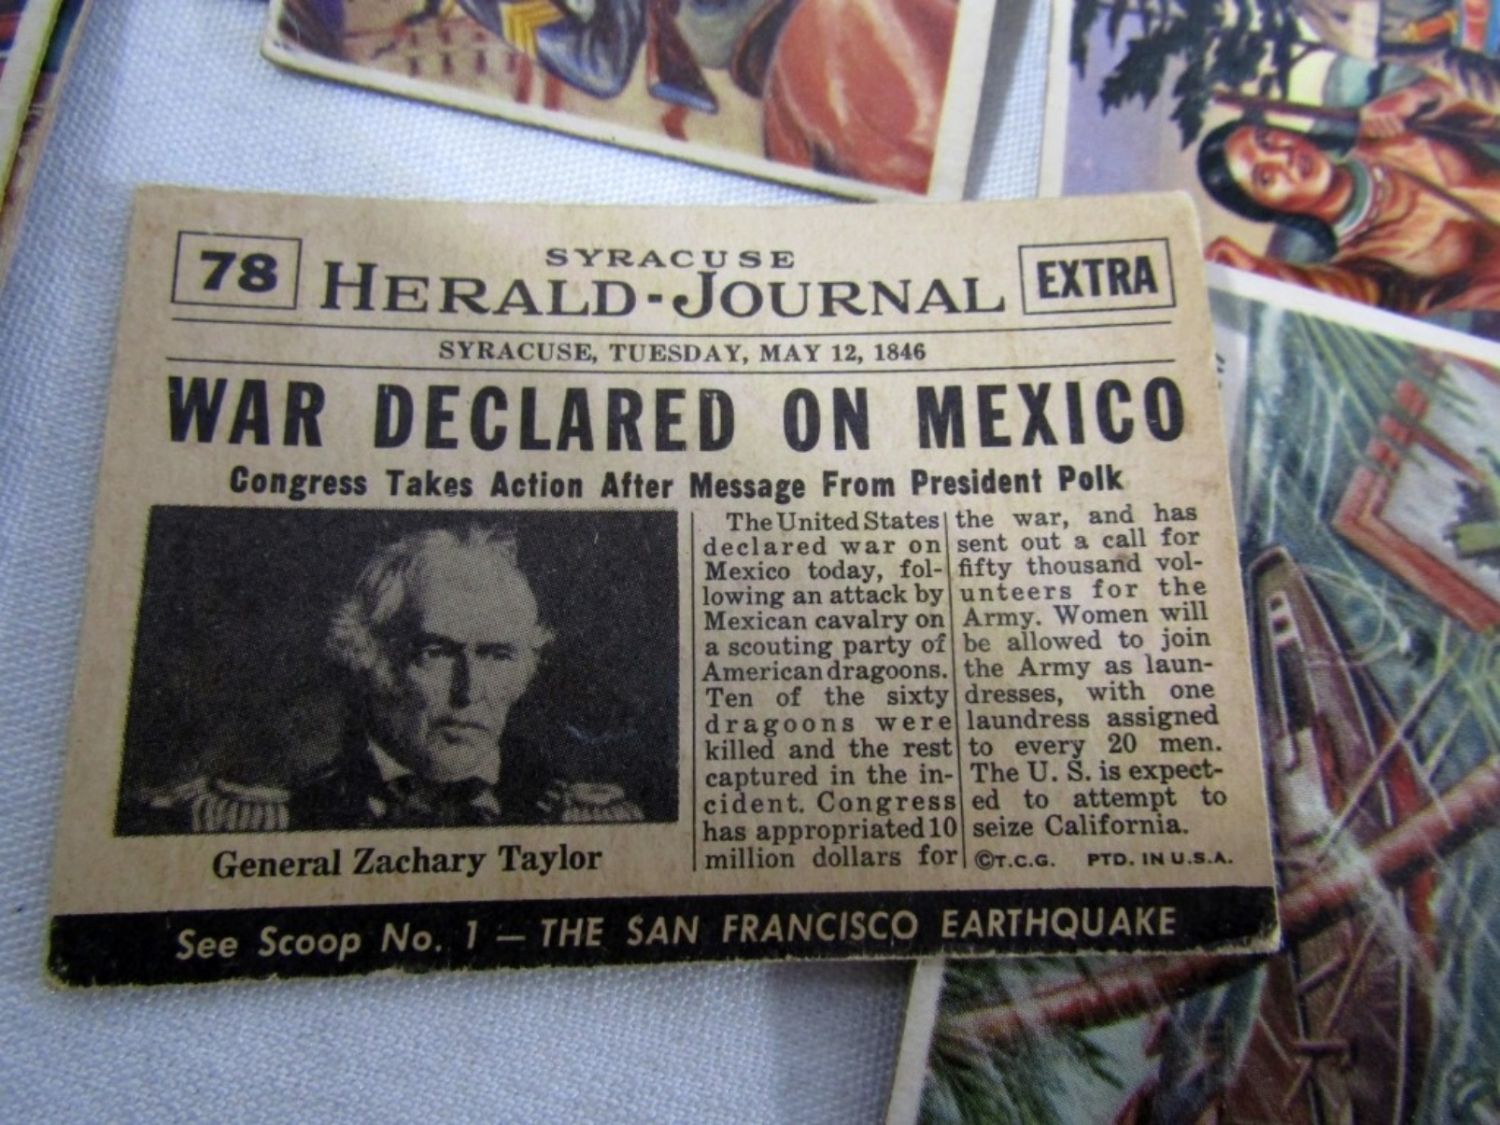 78
SYRACUSE
HERALD-JOURNAL
EXTRA
SYRACUSE, TUESDAY, MAY 12, 1846
WAR DECLARED ON MEXICO
Congress Takes Action After Message From President Polk
General Zachary Taylor
The United States
declared war on
Mexico today, fol-
lowing an attack by
Mexican cavalry on
a scouting party of
American dragoons.
Ten of the sixty
dragoons were
killed and the rest
captured in the in-
cident. Congress
has appropriated 10
million dollars for
the war, and has
sent out a call for
fifty thousand vol-
unteers for the
Army. Women will
be allowed to join
the Army as laun-
dresses, with one
laundress assigned
to every 20 men.
The U. S. is expect-
ed to attempt to
seize California.
©T.C.G. PTD. IN U.S.A.
See Scoop No. 1 — THE SAN FRANCISCO EARTHQUAKE